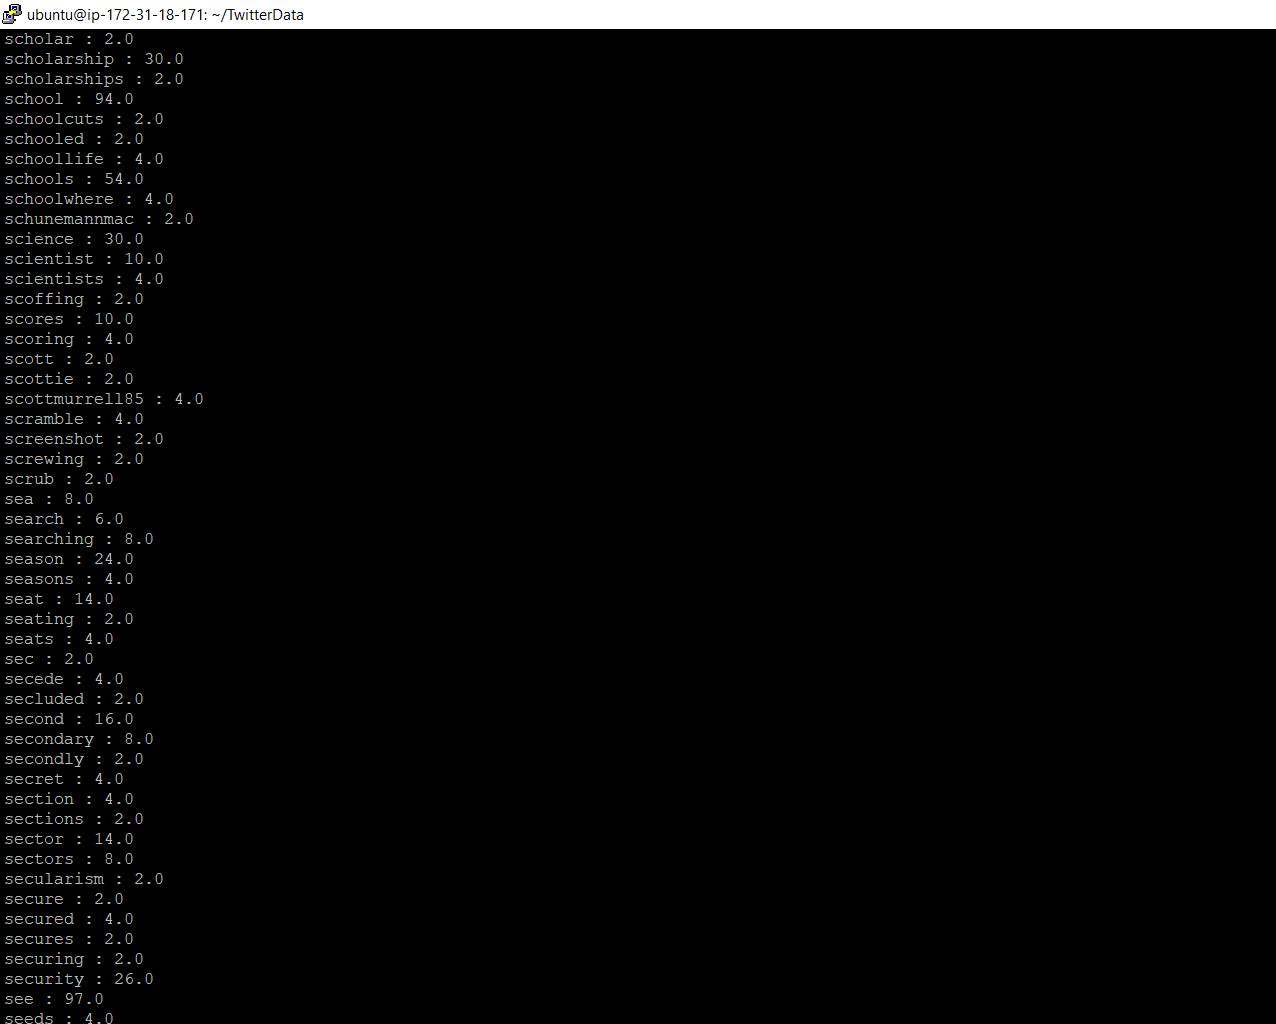 ubuntu@ip-172-31-18-171: ~/TwitterData
scholar : 2.0
scholarship : 30.0
scholarships : 2.0
school : 94.0
schoolcuts : 2.0
schooled : 2.0
schoollife : 4.0
schools : 54.0
schoolwhere : 4.0
schunemannmac : 2.0
science : 30.0
scientist : 10.0
scientists : 4.0
scoffing : 2.0
scores : 10.0
scoring : 4.0
scott : 2.0
scottie : 2.0
scottmurrell85 : 4.0
scramble : 4.0
screenshot : 2.0
screwing : 2.0
scrub : 2.0
sea : 8.0
search : 6.0
searching : 8.0
season : 24.0
seasons : 4.0
seat : 14.0
seating : 2.0
seats : 4.0
sec : 2.0
secede : 4.0
secluded : 2.0
second : 16.0
secondary : 8.0
secondly : 2.0
secret : 4.0
section : 4.0
sections : 2.0
sector : 14.0
sectors : 8.0
secularism : 2.0
secure : 2.0
secured : 4.0
secures : 2.0
securing : 2.0
security : 26.0
see : 97.0
seeds : 4.0